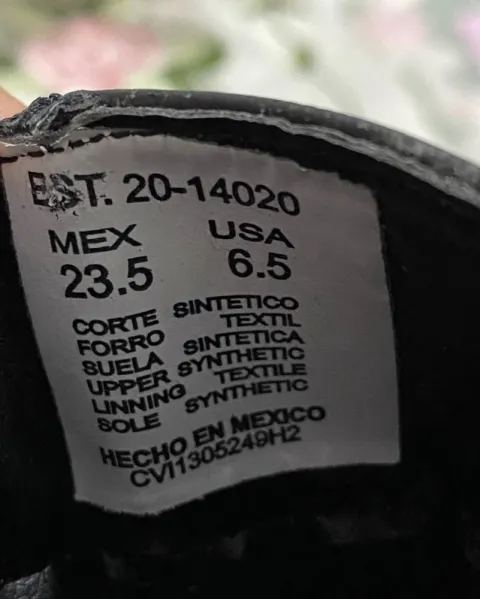 EST. 20-14020
MEX USA
23.5 6.5
CORTE SINTETICO
FORRO TEXTIL
SUELA SINTETICA
UPPER SYNTHETIC
LINNING TEXTILE
SOLE SYNTHETIC
HECHO EN MEXICO
CVI1305249H2